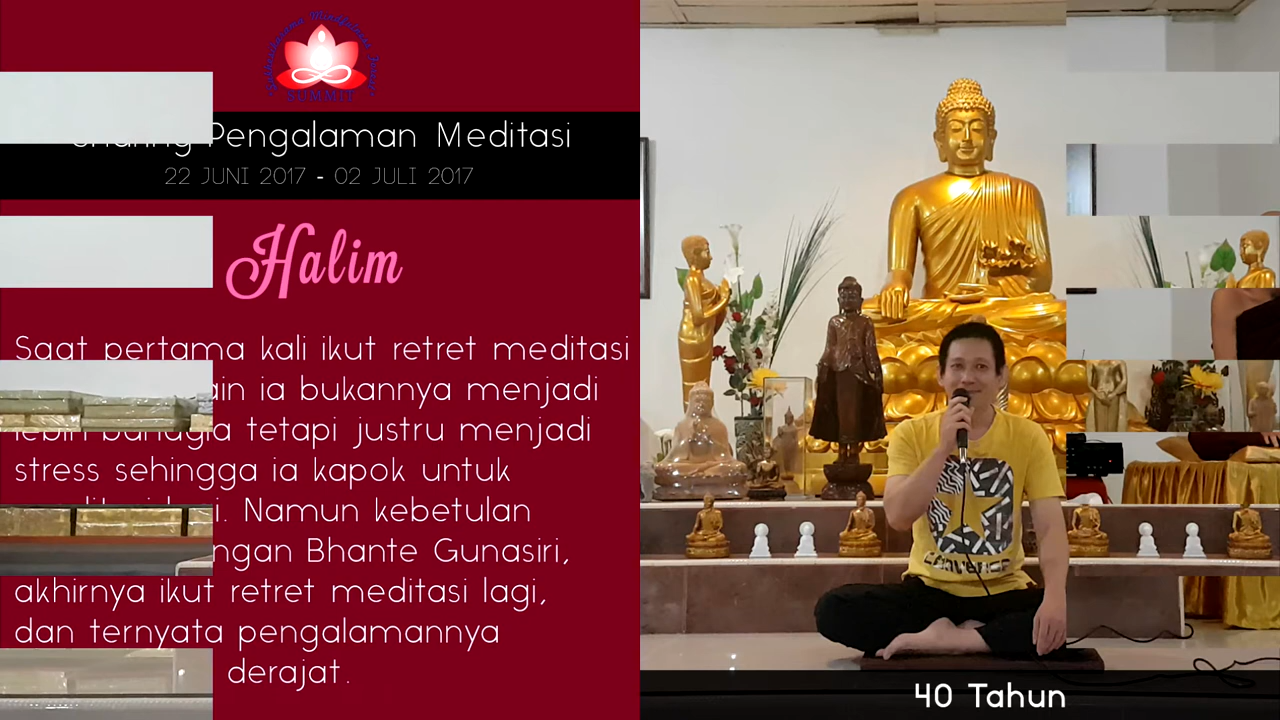 SUMMIT
Pengalaman Meditasi
22 JUNI 2017 - 02 JULI 2017
Halim
Saat pertama kali ikut retret meditasi
ia bukannya menjadi
tetapi justru menjadi
stress sehingga ia kapok untuk
Namun kebetulan
Bhante Gunasiri,
akhirnya ikut retret meditasi lagi,
dan ternyata pengalamannya
derajat.
CONVERSE
40 Tahun